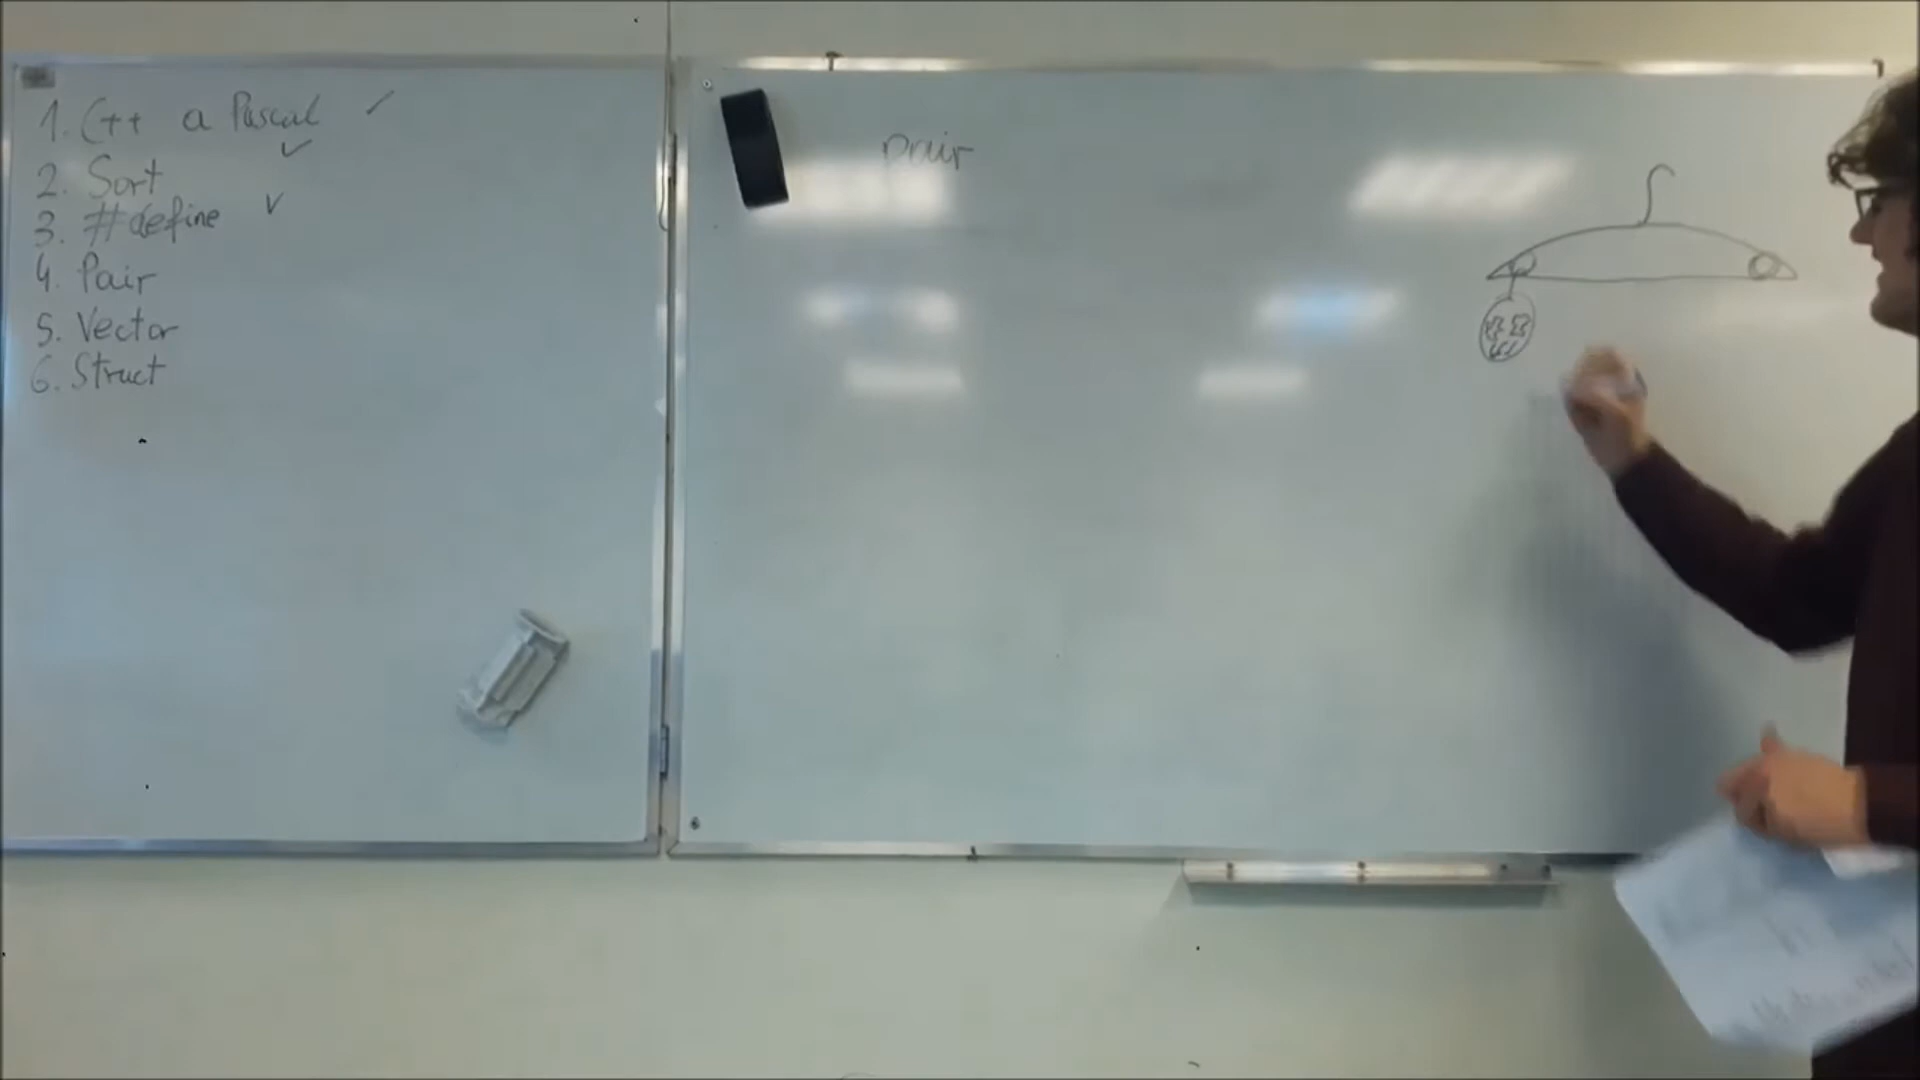 1. C++ a Pascal ✓
2. Sort ✓
3. #define ✓
4. Pair
5. Vector
6. Struct
pair